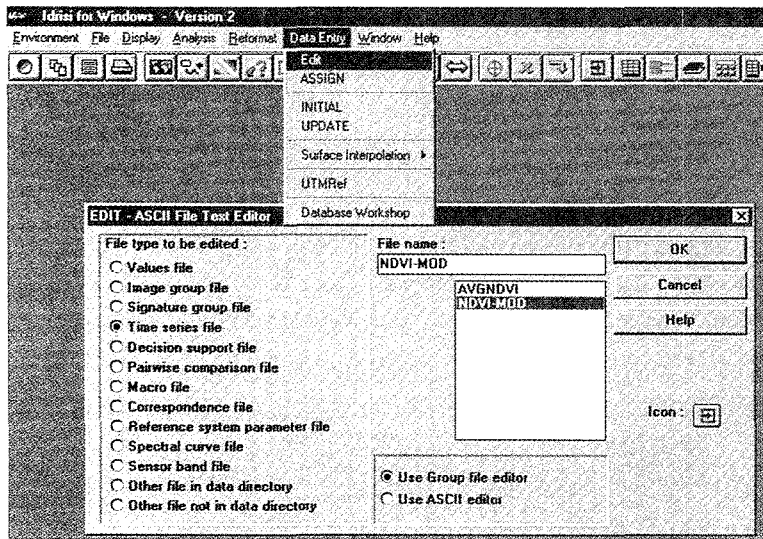 Idrisi for Windows - Version 2
Environment File Display Analysis Reformat Data Entry Window Help
Edit
ASSIGN
INITIAL
UPDATE
Surface Interpolation
UTMRef
Database Workshop
EDIT - ASCII File Text Editor
File type to be edited :
Values file
Image group file
Signature group file
Time series file
Decision support file
Pairwise comparison file
Macro file
Correspondence file
Reference system parameter file
Spectral curve file
Sensor band file
Other file in data directory
Other file not in data directory
File name :
NDVI-MOD
AVGNDVI
NDVI-MOD
Use Group file editor
Use ASCII editor
OK
Cancel
Help
Icon :